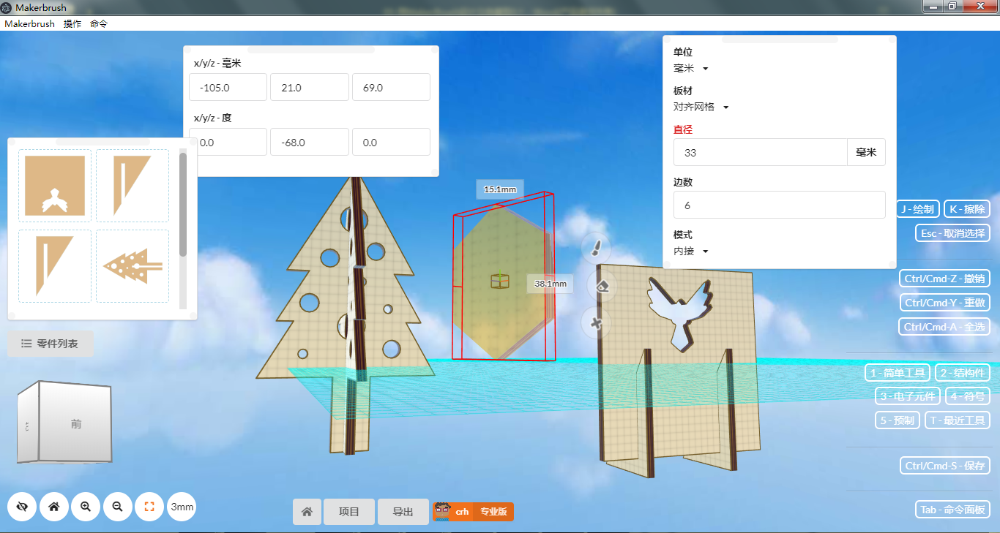 Makerbrush
Makerbrush 操作 命令
x/y/z - 毫米
-105.0 21.0 69.0
x/y/z - 度
0.0 -68.0 0.0
单位
毫米
板材
对齐网格
直径
33 毫米
边数
6
模式
内接
15.1mm
38.1mm
J - 绘制 K - 擦除
Esc - 取消选择
Ctrl/Cmd-Z - 撤销
Ctrl/Cmd-Y - 重做
Ctrl/Cmd-A - 全选
1 - 简单工具 2 - 结构件
3 - 电子元件 4 - 符号
5 - 预制 T - 最近工具
Ctrl/Cmd-S - 保存
Tab - 命令面板
零件列表
前
3mm
项目 导出 crh 专业版